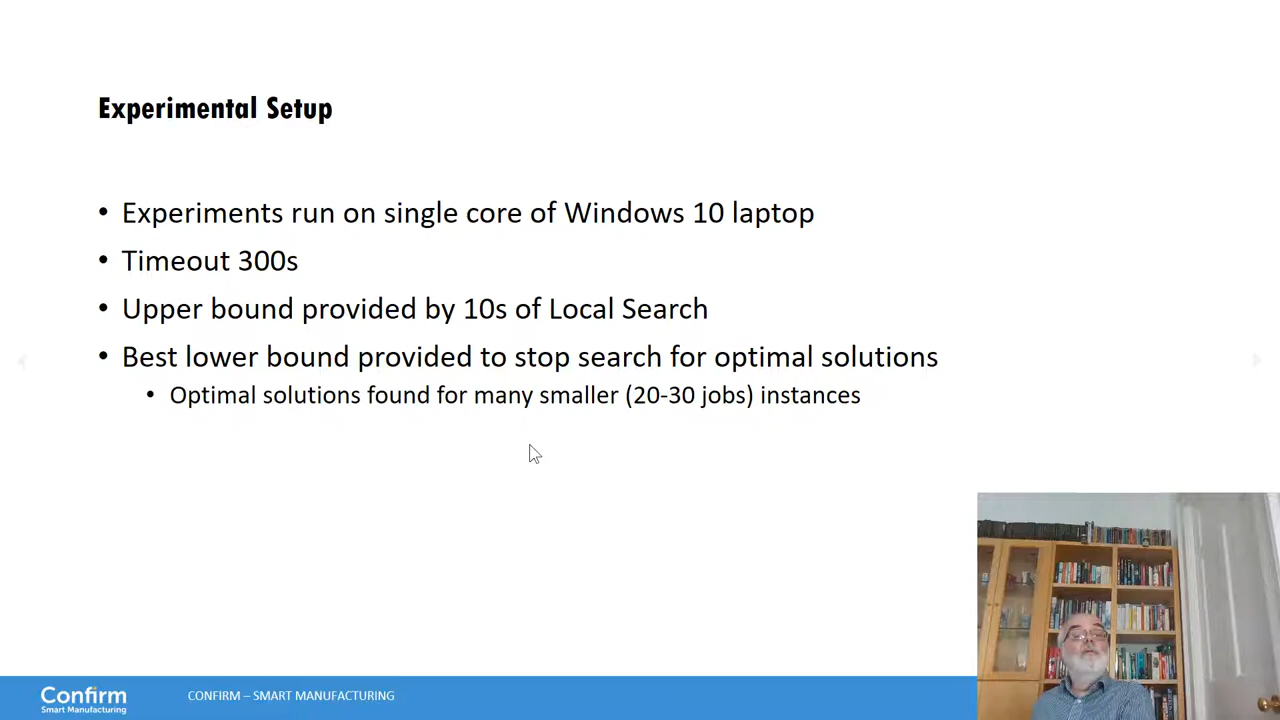 Experimental Setup
• Experiments run on single core of Windows 10 laptop
• Timeout 300s
• Upper bound provided by 10s of Local Search
• Best lower bound provided to stop search for optimal solutions
• Optimal solutions found for many smaller (20-30 jobs) instances
Confirm
Smart Manufacturing
CONFIRM – SMART MANUFACTURING